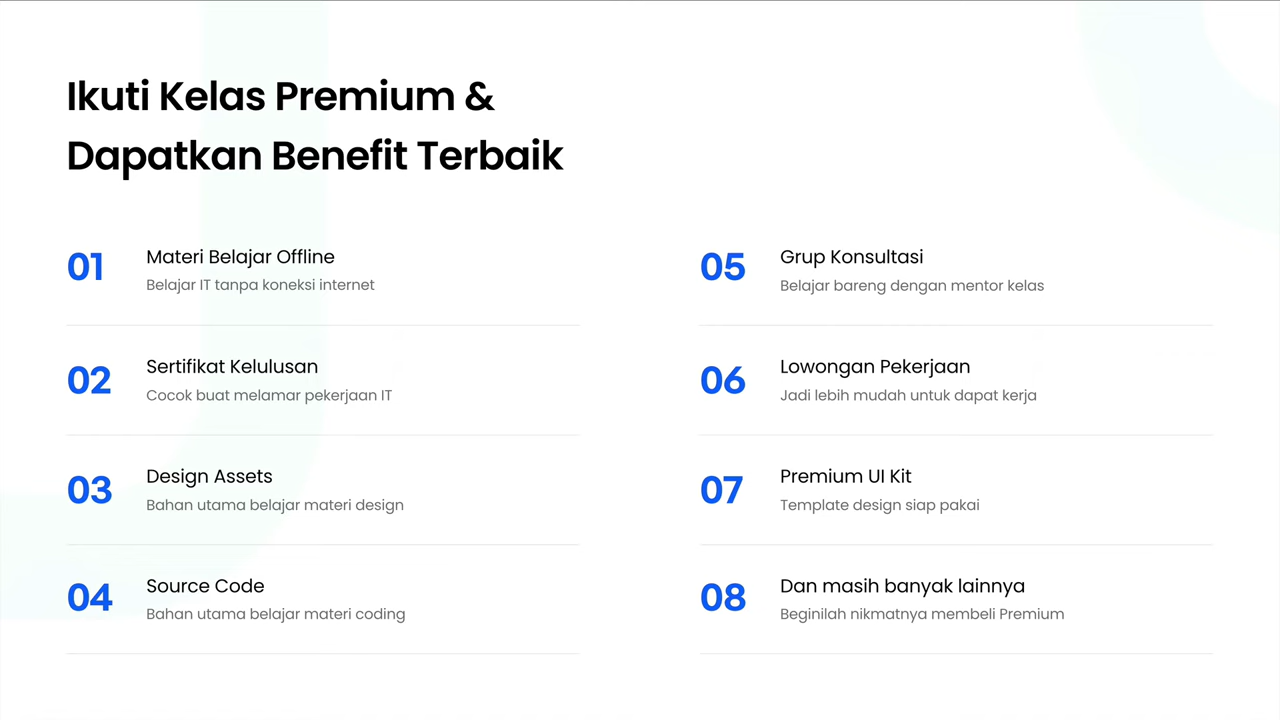 Ikuti Kelas Premium &
Dapatkan Benefit Terbaik
01
Materi Belajar Offline
Belajar IT tanpa koneksi internet
02
Sertifikat Kelulusan
Cocok buat melamar pekerjaan IT
03
Design Assets
Bahan utama belajar materi design
04
Source Code
Bahan utama belajar materi coding
05
Grup Konsultasi
Belajar bareng dengan mentor kelas
06
Lowongan Pekerjaan
Jadi lebih mudah untuk dapat kerja
07
Premium UI Kit
Template design siap pakai
08
Dan masih banyak lainnya
Beginilah nikmatnya membeli Premium